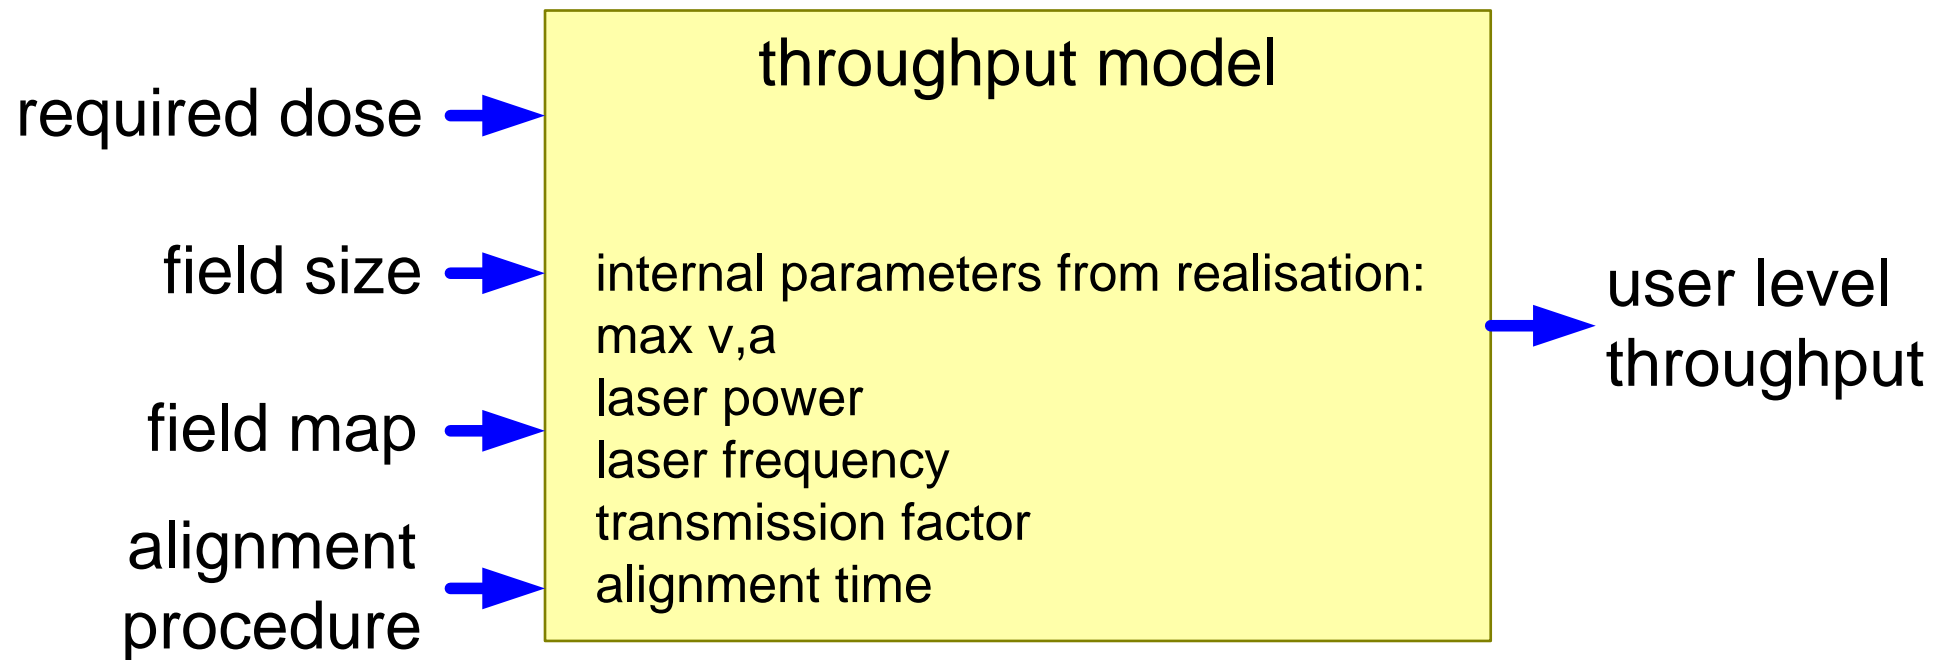 throughput model
required dose
field size
field map
alignment
procedure
internal parameters from realisation:
max v,a
laser power
laser frequency
transmission factor
alignment time
user level
throughput